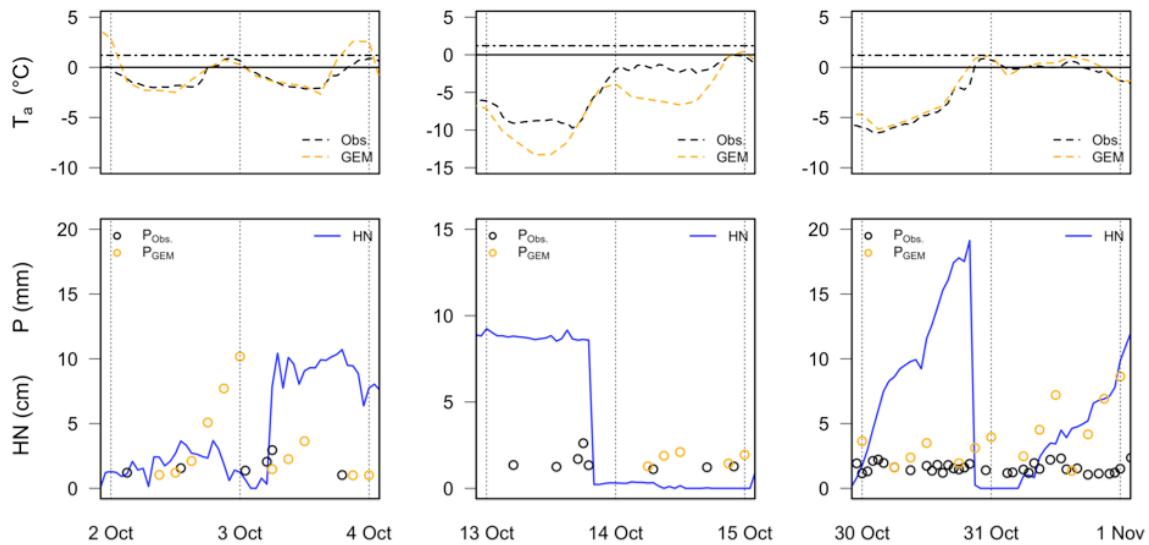 5
0
-5
-10
T_a (°C)
Obs.
GEM
5
0
-5
-10
-15
Obs.
GEM
5
0
-5
-10
Obs.
GEM
20
15
10
5
0
HN (cm) P (mm)
P_Obs.
P_GEM
HN
2 Oct 3 Oct 4 Oct
15
10
5
0
P_Obs.
P_GEM
HN
13 Oct 14 Oct 15 Oct
20
15
10
5
0
P_Obs.
P_GEM
HN
30 Oct 31 Oct 1 Nov